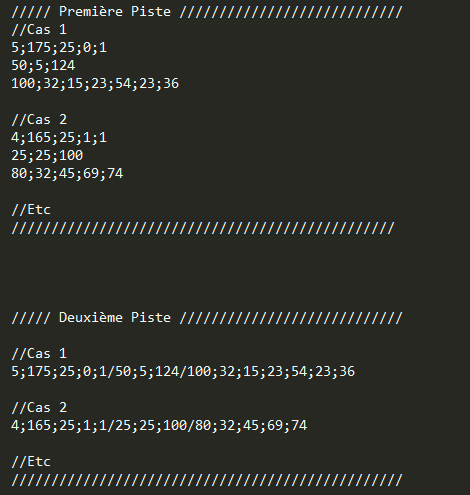 ///// Première Piste ////////////////////////////
//Cas 1
5;175;25;0;1
50;5;124
100;32;15;23;54;23;36
//Cas 2
4;165;25;1;1
25;25;100
80;32;45;69;74
//Etc
////////////////////////////////////////////////
///// Deuxième Piste ////////////////////////////
//Cas 1
5;175;25;0;1/50;5;124/100;32;15;23;54;23;36
//Cas 2
4;165;25;1;1/25;25;100/80;32;45;69;74
//Etc
/////////////////////////////////////////////////